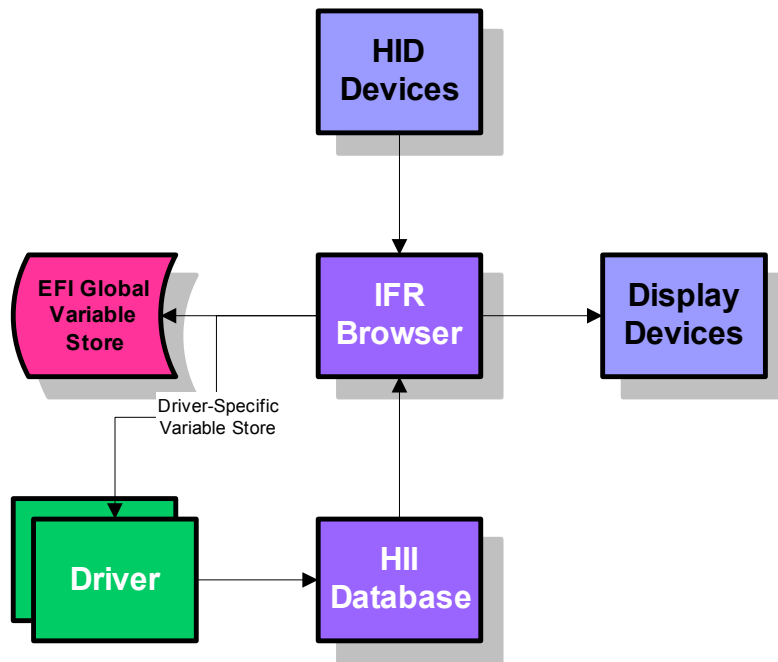 HID
Devices
EFI Global
Variable
Store
IFR
Browser
Display
Devices
Driver-Specific
Variable Store
Driver
HII
Database